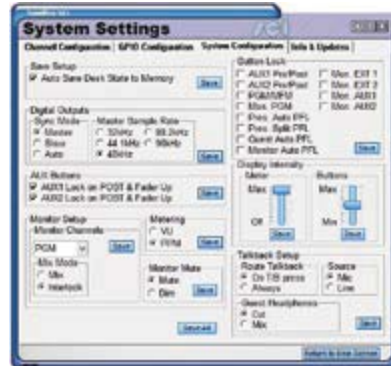 System Settings
Channel Configuration
GPIO Configuration
System Configuration
Info & Updates
Save Setup
Auto Save Desk State to Memory
Save
Digital Outputs
Sync Mode
Master
Slave
Auto
Master Sample Rate
32kHz
88.2kHz
44.1kHz
96kHz
48kHz
Save
AUX Buttons
AUX1 Lock on POST & Fader Up
AUX2 Lock on POST & Fader Up
Save
Monitor Setup
Monitor Channels
PGM
Save
Mix Mode
Mix
Interlock
Metering
VU
PPM
Save
Monitor Mute
Mute
Dim
Save
Save All
Button Lock
AUX1 Pre/Post
AUX2 Pre/Post
Mon. PGM
Pres. Auto PFL
Pres. Split PFL
Guest Auto PFL
Monitor Auto PFL
Mon. EXT 1
Mon. EXT 2
Mon. AUX1
Mon. AUX2
Save
Display Intensity
Meter
Max
Off
Save
Buttons
Max
Min
Save
Talkback Setup
Route Talkback
On T/B press
Always
Source
Mic
Line
Guest Headphones
Cut
Mix
Save